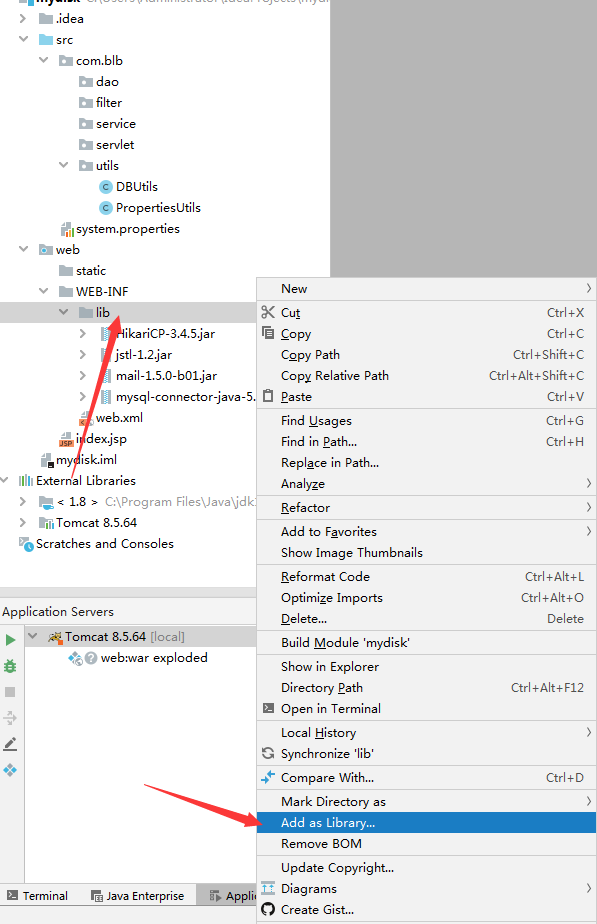 mydisk C:\Users\Administrator\IdeaProjects\mydi
.idea
src
com.blb
dao
filter
service
servlet
utils
DBUtils
PropertiesUtils
system.properties
web
static
WEB-INF
lib
HikariCP-3.4.5.jar
jstl-1.2.jar
mail-1.5.0-b01.jar
mysql-connector-java-5.
web.xml
index.jsp
mydisk.iml
External Libraries
< 1.8 > C:\Program Files\Java\jdk
Tomcat 8.5.64
Scratches and Consoles
Application Servers
Tomcat 8.5.64 [local]
web:war exploded
Terminal
Java Enterprise
Appli
New
Cut Ctrl+X
Copy Ctrl+C
Copy Path Ctrl+Shift+C
Copy Relative Path Ctrl+Alt+Shift+C
Paste Ctrl+V
Find Usages Ctrl+G
Find in Path... Ctrl+H
Replace in Path...
Analyze
Refactor
Add to Favorites
Show Image Thumbnails
Reformat Code Ctrl+Alt+L
Optimize Imports Ctrl+Alt+O
Delete... Delete
Build Module 'mydisk'
Show in Explorer
Directory Path Ctrl+Alt+F12
Open in Terminal
Local History
Synchronize 'lib'
Compare With... Ctrl+D
Mark Directory as
Add as Library...
Remove BOM
Update Copyright...
Diagrams
Create Gist...